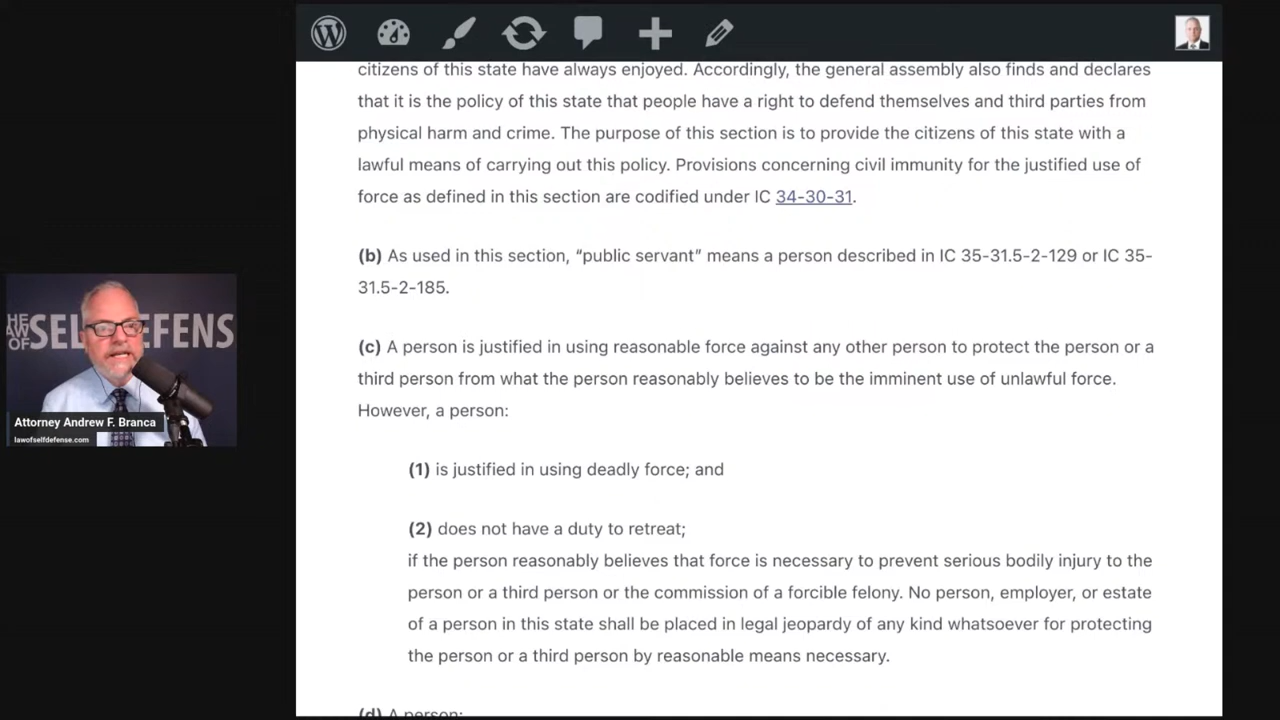 citizens of this state have always enjoyed. Accordingly, the general assembly also finds and declares
that it is the policy of this state that people have a right to defend themselves and third parties from
physical harm and crime. The purpose of this section is to provide the citizens of this state with a
lawful means of carrying out this policy. Provisions concerning civil immunity for the justified use of
force as defined in this section are codified under IC 34-30-31.
(b) As used in this section, “public servant” means a person described in IC 35-31.5-2-129 or IC 35-
31.5-2-185.
(c) A person is justified in using reasonable force against any other person to protect the person or a
third person from what the person reasonably believes to be the imminent use of unlawful force.
However, a person:
(1) is justified in using deadly force; and
(2) does not have a duty to retreat;
if the person reasonably believes that force is necessary to prevent serious bodily injury to the
person or a third person or the commission of a forcible felony. No person, employer, or estate
of a person in this state shall be placed in legal jeopardy of any kind whatsoever for protecting
the person or a third person by reasonable means necessary.
(d) A person:
Attorney Andrew F. Branca
lawofselfdefense.com